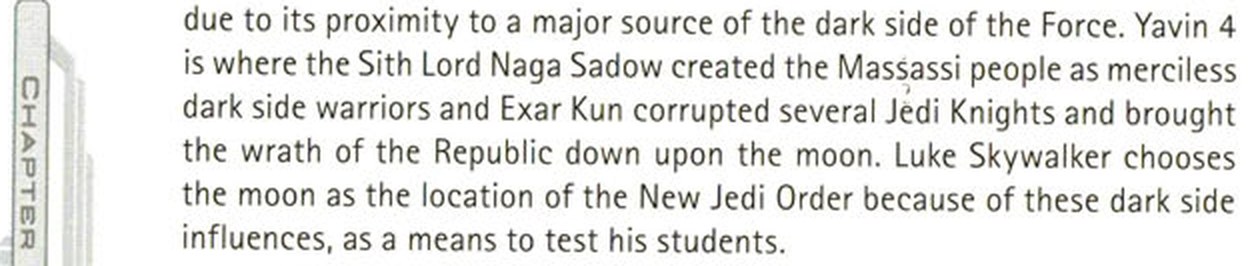 due to its proximity to a major source of the dark side of the Force. Yavin 4
is where the Sith Lord Naga Sadow created the Massassi people as merciless
dark side warriors and Exar Kun corrupted several Jedi Knights and brought
the wrath of the Republic down upon the moon. Luke Skywalker chooses
the moon as the location of the New Jedi Order because of these dark side
influences, as a means to test his students.
CHAPTER